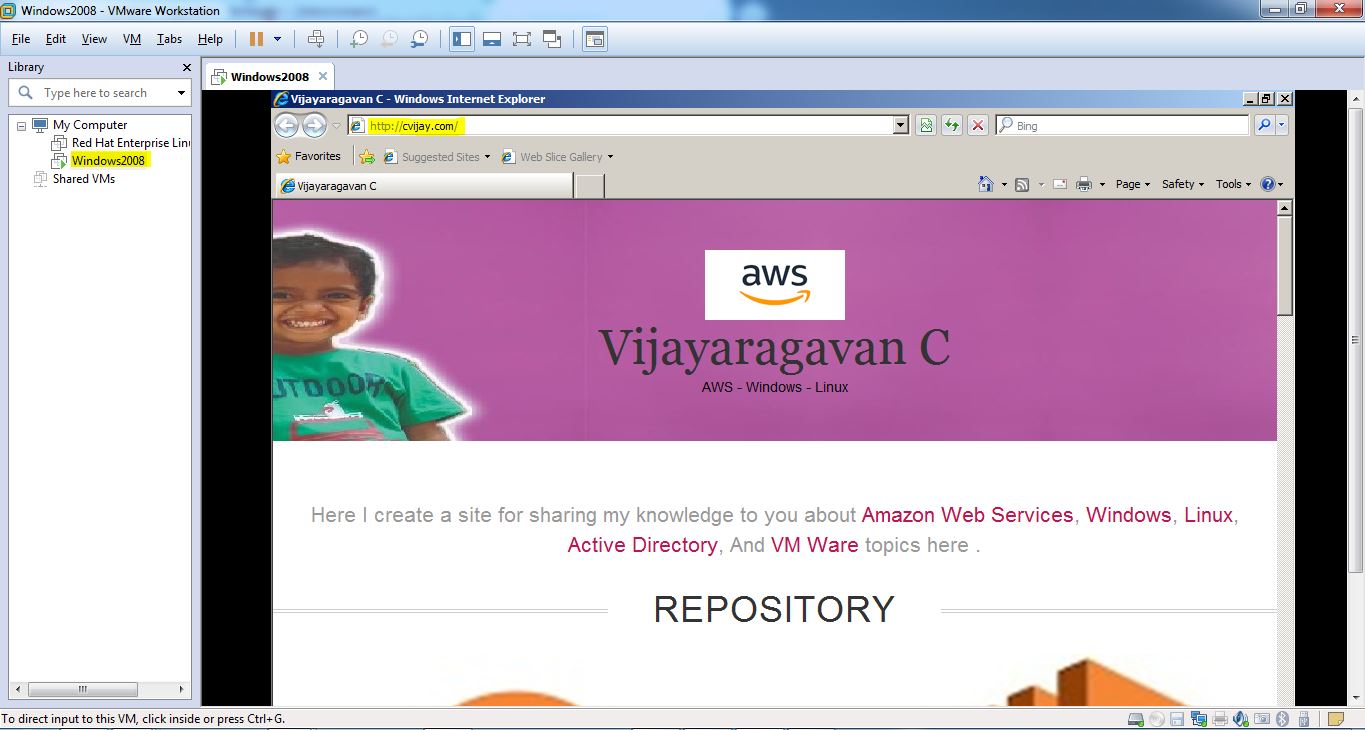 Windows2008 - VMware Workstation
File Edit View VM Tabs Help
Library
Type here to search
My Computer
Red Hat Enterprise Linu
Windows2008
Shared VMs
Windows2008
Vijayaragavan C - Windows Internet Explorer
http://cvijay.com/
Bing
Favorites Suggested Sites Web Slice Gallery
Vijayaragavan C
Page Safety Tools
aws
Vijayaragavan C
AWS - Windows - Linux
UTDOOR
Here I create a site for sharing my knowledge to you about Amazon Web Services, Windows, Linux,
Active Directory, And VM Ware topics here .
REPOSITORY
To direct input to this VM, click inside or press Ctrl+G.